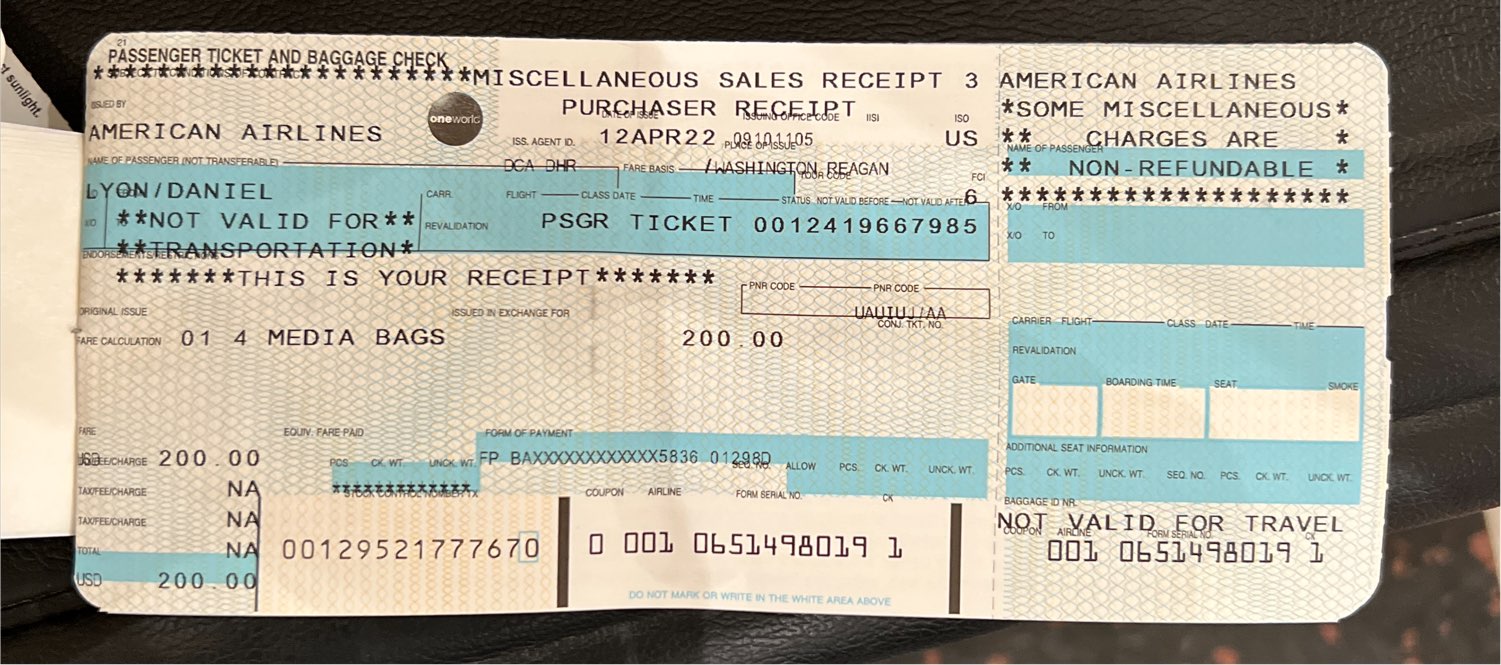 t sunlight.
21
PASSENGER TICKET AND BAGGAGE CHECK
**********************MISCELLANEOUS SALES RECEIPT 3
ISSUED BY
PURCHASER RECEIPT
DATE OF ISSUE ISSUING OFFICE CODE IISI ISO
AMERICAN AIRLINES oneworld ISS. AGENT ID. 12APR22 09101105 US
PLACE OF ISSUE
NAME OF PASSENGER (NOT TRANSFERABLE) DCA DHR FARE BASIS /WASHINGTON REAGAN
TOUR CODE FCI
LYON/DANIEL CARR. FLIGHT CLASS DATE TIME STATUS NOT VALID BEFORE NOT VALID AFTER 6
X/O **NOT VALID FOR** REVALIDATION PSGR TICKET 0012419667985
**TRANSPORTATION*
ENDORSEMENTS/RESTRICTIONS
*******THIS IS YOUR RECEIPT*******
PNR CODE PNR CODE
UAUIUJ/AA
ORIGINAL ISSUE ISSUED IN EXCHANGE FOR CONJ. TKT. NO.
FARE CALCULATION 01 4 MEDIA BAGS 200.00
FARE EQUIV. FARE PAID FORM OF PAYMENT
USD 200.00 FP BAXXXXXXXXXXXX5836 01298D
TAX/FEE/CHARGE
PCS. CK. WT. UNCK. WT. SEQ. NO. ALLOW PCS. CK. WT. UNCK. WT.
TAX/FEE/CHARGE NA ************
STOCK CONTROL NUMBER TX COUPON AIRLINE FORM SERIAL NO. CK
TAX/FEE/CHARGE NA
TOTAL NA 001295217777670 0 001 0651498019 1
USD 200.00
DO NOT MARK OR WRITE IN THE WHITE AREA ABOVE
AMERICAN AIRLINES
*SOME MISCELLANEOUS*
** CHARGES ARE *
NAME OF PASSENGER
** NON-REFUNDABLE *
*******************
X/O FROM
X/O TO
CARRIER FLIGHT CLASS DATE TIME
REVALIDATION
GATE BOARDING TIME SEAT SMOKE
ADDITIONAL SEAT INFORMATION
PCS. CK. WT. UNCK. WT. SEQ. NO. PCS. CK. WT. UNCK. WT.
BAGGAGE ID NR.
NOT VALID FOR TRAVEL
COUPON AIRLINE FORM SERIAL NO. CK
001 0651498019 1